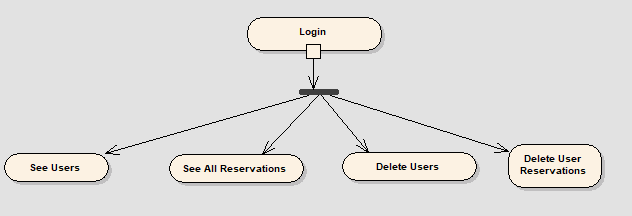 Login
See Users
See All Reservations
Delete Users
Delete User
Reservations